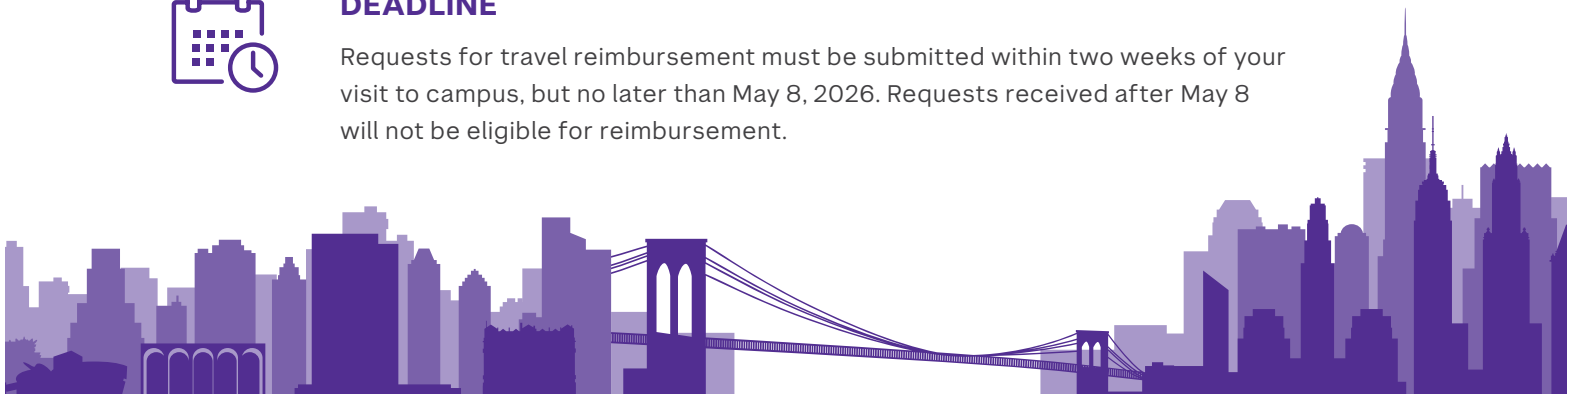 DEADLINE
Requests for travel reimbursement must be submitted within two weeks of your
visit to campus, but no later than May 8, 2026. Requests received after May 8
will not be eligible for reimbursement.